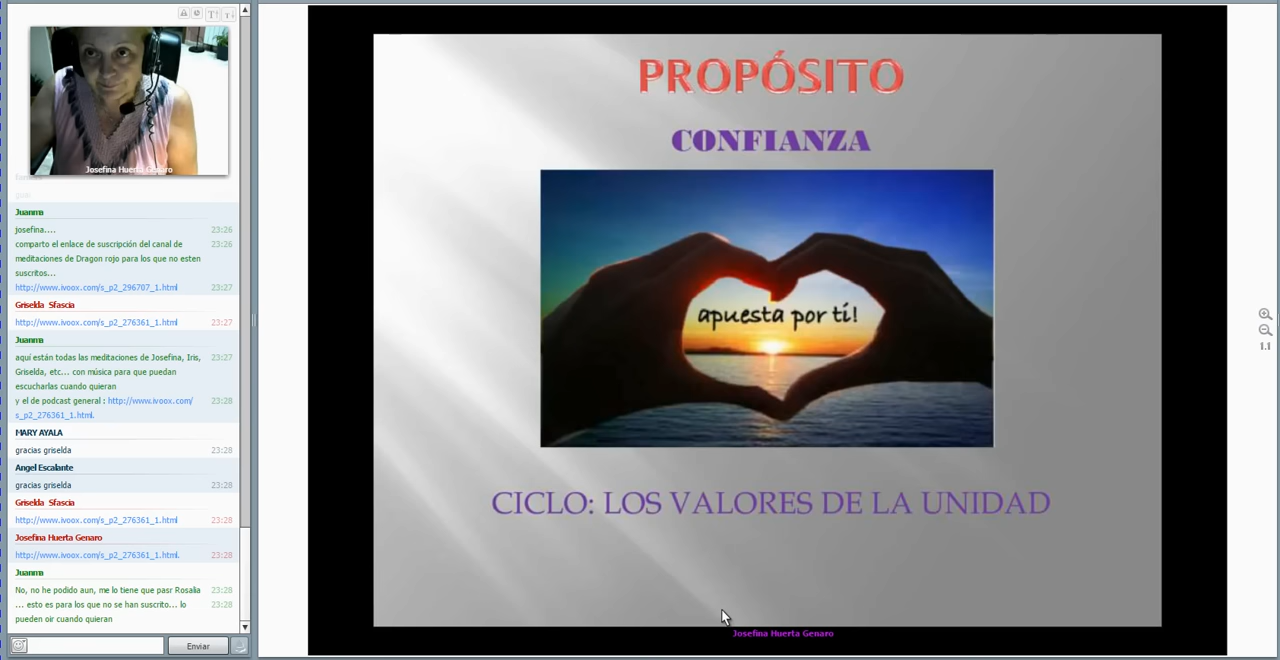 Josefina Huerta Genaro
Juanma
josefina.... 23:26
comparto el enlace de suscripción del canal de 23:26
meditaciones de Dragon rojo para los que no esten
suscritos...
http://www.ivoox.com/s_p2_296707_1.html 23:27
Griselda Sfascia
http://www.ivoox.com/s_p2_276361_1.html 23:27
Juanma
aquí están todas las meditaciones de Josefina, Iris, 23:27
Griselda, etc... con música para que puedan
escucharlas cuando quieran
y el de podcast general : http://www.ivoox.com/ 23:28
s_p2_276361_1.html.
MARY AYALA
gracias griselda 23:28
Angel Escalante
gracias griselda 23:28
Griselda Sfascia
http://www.ivoox.com/s_p2_276361_1.html 23:28
Josefina Huerta Genaro
http://www.ivoox.com/s_p2_276361_1.html. 23:28
Juanma
No, no he podido aun, me lo tiene que pasr Rosalia 23:28
... esto es para los que no se han suscrito... lo 23:28
pueden oir cuando quieran
Enviar
PROPÓSITO
CONFIANZA
apuesta por tí!
CICLO: LOS VALORES DE LA UNIDAD
Josefina Huerta Genaro
1.1